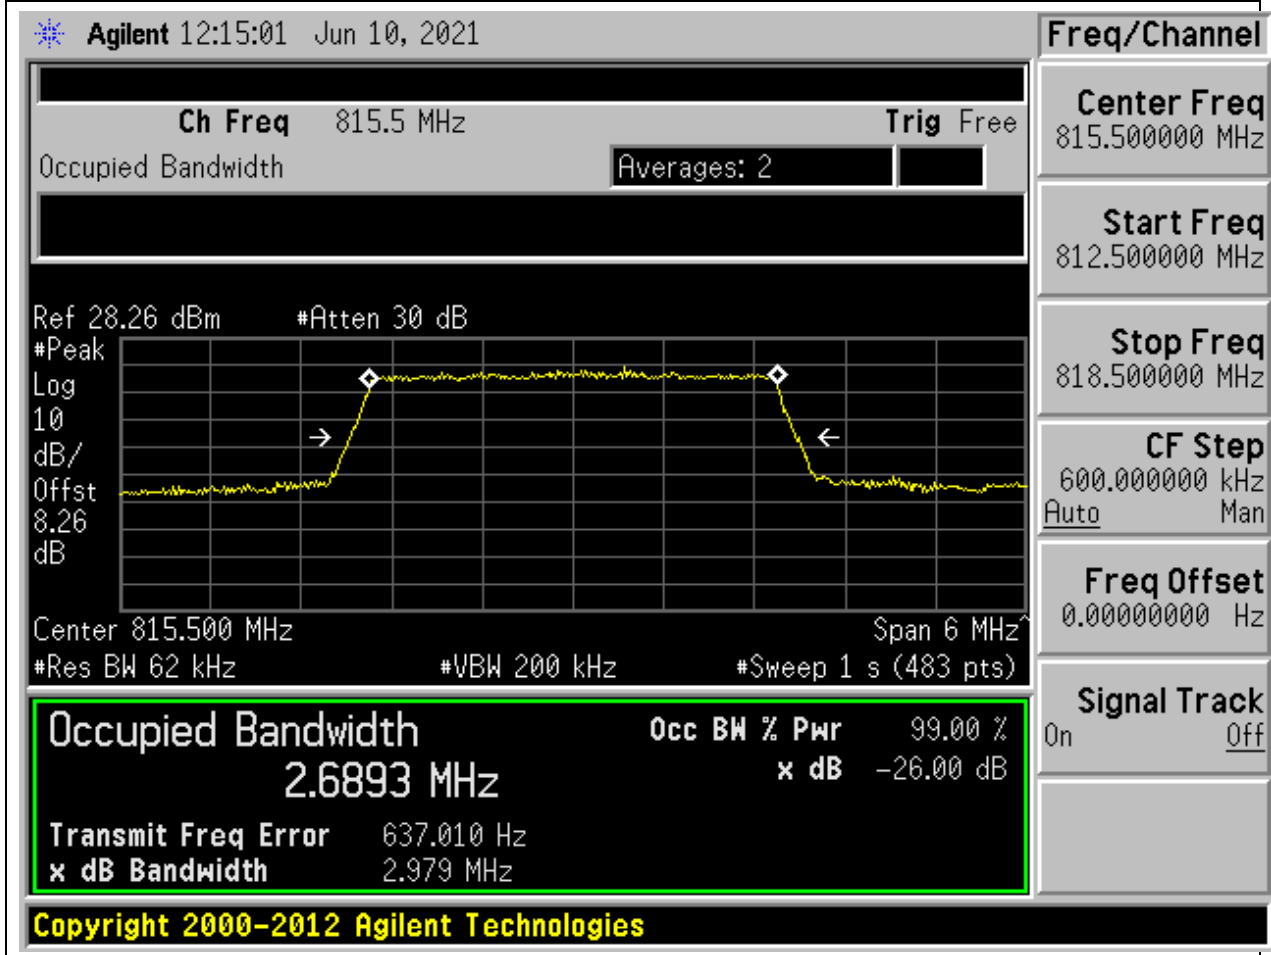 Agilent 12:15:01 Jun 10, 2021
Freq/Channel
Ch Freq 815.5 MHz Trig Free
Occupied Bandwidth Averages: 2
Center Freq
815.500000 MHz
Start Freq
812.500000 MHz
Stop Freq
818.500000 MHz
CF Step
600.000000 kHz
Auto Man
Freq Offset
0.00000000 Hz
Signal Track
On Off
Ref 28.26 dBm #Atten 30 dB
#Peak
Log
10
dB/
Offst
8.26
dB
Center 815.500 MHz Span 6 MHz^
#Res BW 62 kHz #VBW 200 kHz #Sweep 1 s (483 pts)
Occupied Bandwidth Occ BW % Pwr 99.00 %
2.6893 MHz x dB -26.00 dB
Transmit Freq Error 637.010 Hz
x dB Bandwidth 2.979 MHz
Copyright 2000-2012 Agilent Technologies